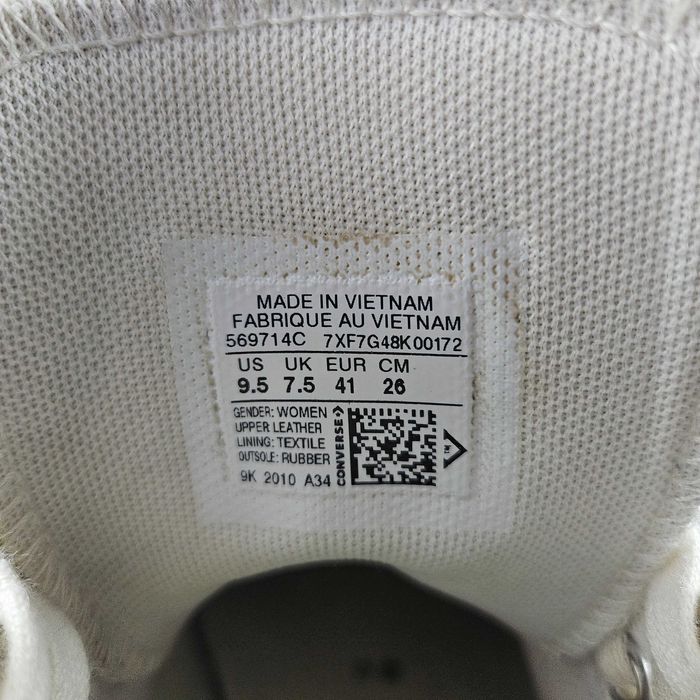 MADE IN VIETNAM
FABRIQUE AU VIETNAM
569714C 7XF7G48K00172
US UK EUR CM
9.5 7.5 41 26
GENDER: WOMEN
UPPER LEATHER
LINING: TEXTILE
OUTSOLE: RUBBER
9K 2010 A34
CONVERSE
TM